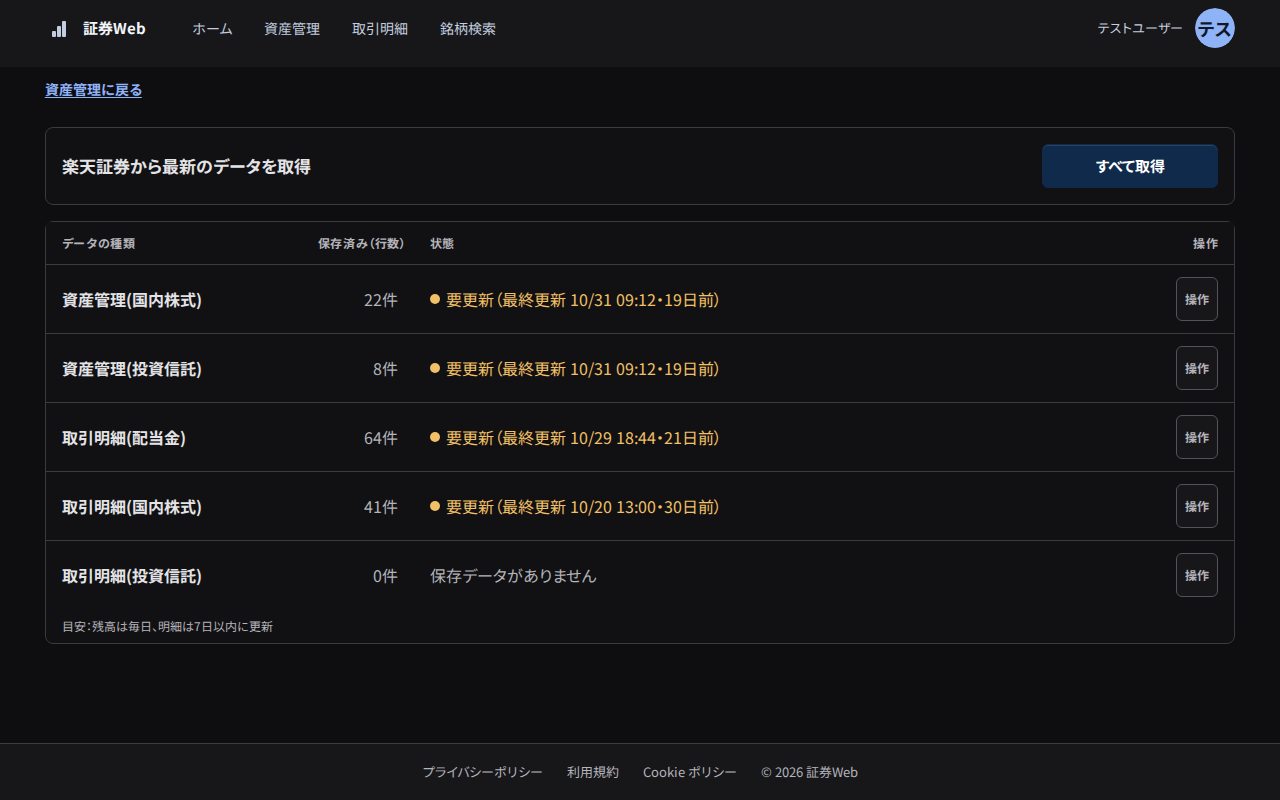 証券Web ホーム 資産管理 取引明細 銘柄検索 テストユーザー テス
資産管理に戻る
楽天証券から最新のデータを取得 すべて取得
データの種類 保存済み(行数) 状態 操作
資産管理(国内株式) 22件 要更新(最終更新 10/31 09:12・19日前) 操作
資産管理(投資信託) 8件 要更新(最終更新 10/31 09:12・19日前) 操作
取引明細(配当金) 64件 要更新(最終更新 10/29 18:44・21日前) 操作
取引明細(国内株式) 41件 要更新(最終更新 10/20 13:00・30日前) 操作
取引明細(投資信託) 0件 保存データがありません 操作
目安:残高は毎日、明細は7日以内に更新
プライバシーポリシー 利用規約 Cookie ポリシー © 2026 証券Web